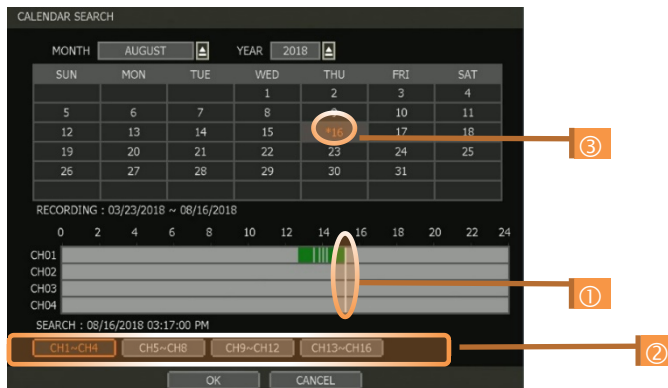 CALENDAR SEARCH
MONTH AUGUST YEAR 2018
SUN MON TUE WED THU FRI SAT
1 2 3 4
5 6 7 8 9 10 11
12 13 14 15 *16 17 18
③
19 20 21 22 23 24 25
26 27 28 29 30 31
RECORDING : 03/23/2018 ~ 08/16/2018
0 2 4 6 8 10 12 14 16 18 20 22 24
CH01
CH02
CH03
①
CH04
SEARCH : 08/16/2018 03:17:00 PM
CH1~CH4 CH5~CH8 CH9~CH12 CH13~CH16
②
OK CANCEL